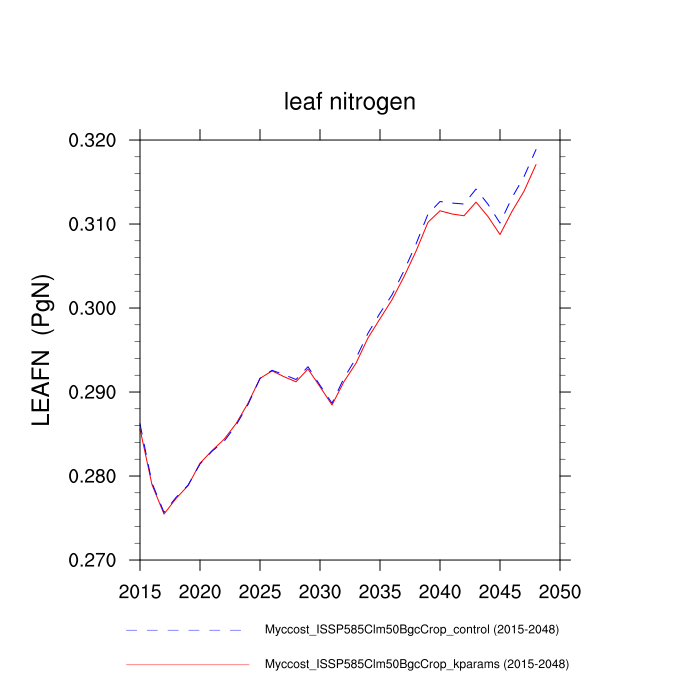 leaf nitrogen
LEAFN (PgN)
0.320
0.310
0.300
0.290
0.280
0.270
2015 2020 2025 2030 2035 2040 2045 2050
Myccost_ISSP585Clm50BgcCrop_control (2015-2048)
Myccost_ISSP585Clm50BgcCrop_kparams (2015-2048)